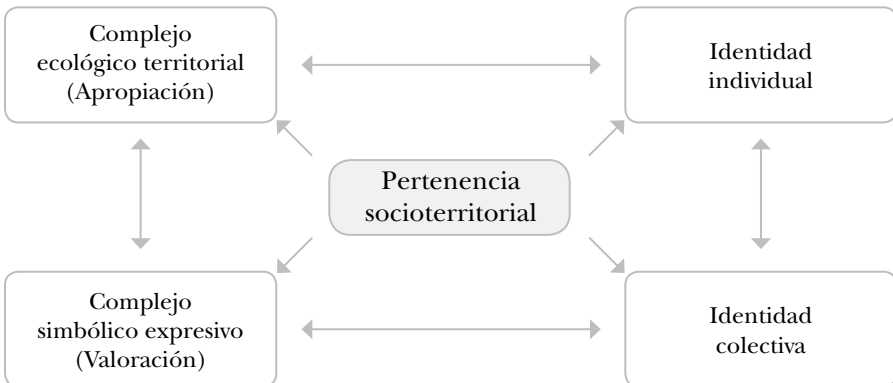 Complejo
ecológico territorial
(Apropiación)
Identidad
individual
Pertenencia
socioterritorial
Complejo
simbólico expresivo
(Valoración)
Identidad
colectiva